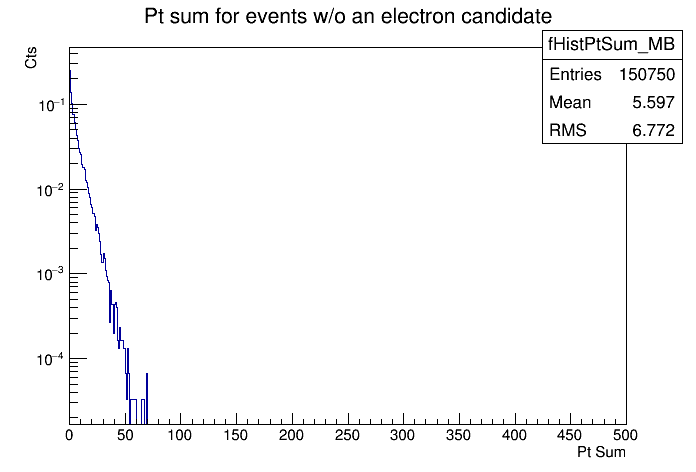 Pt sum for events w/o an electron candidate
fHistPtSum_MB
Entries 150750
Mean 5.597
RMS 6.772
Cts
10⁻¹
10⁻²
10⁻³
10⁻⁴
0 50 100 150 200 250 300 350 400 450 500
Pt Sum